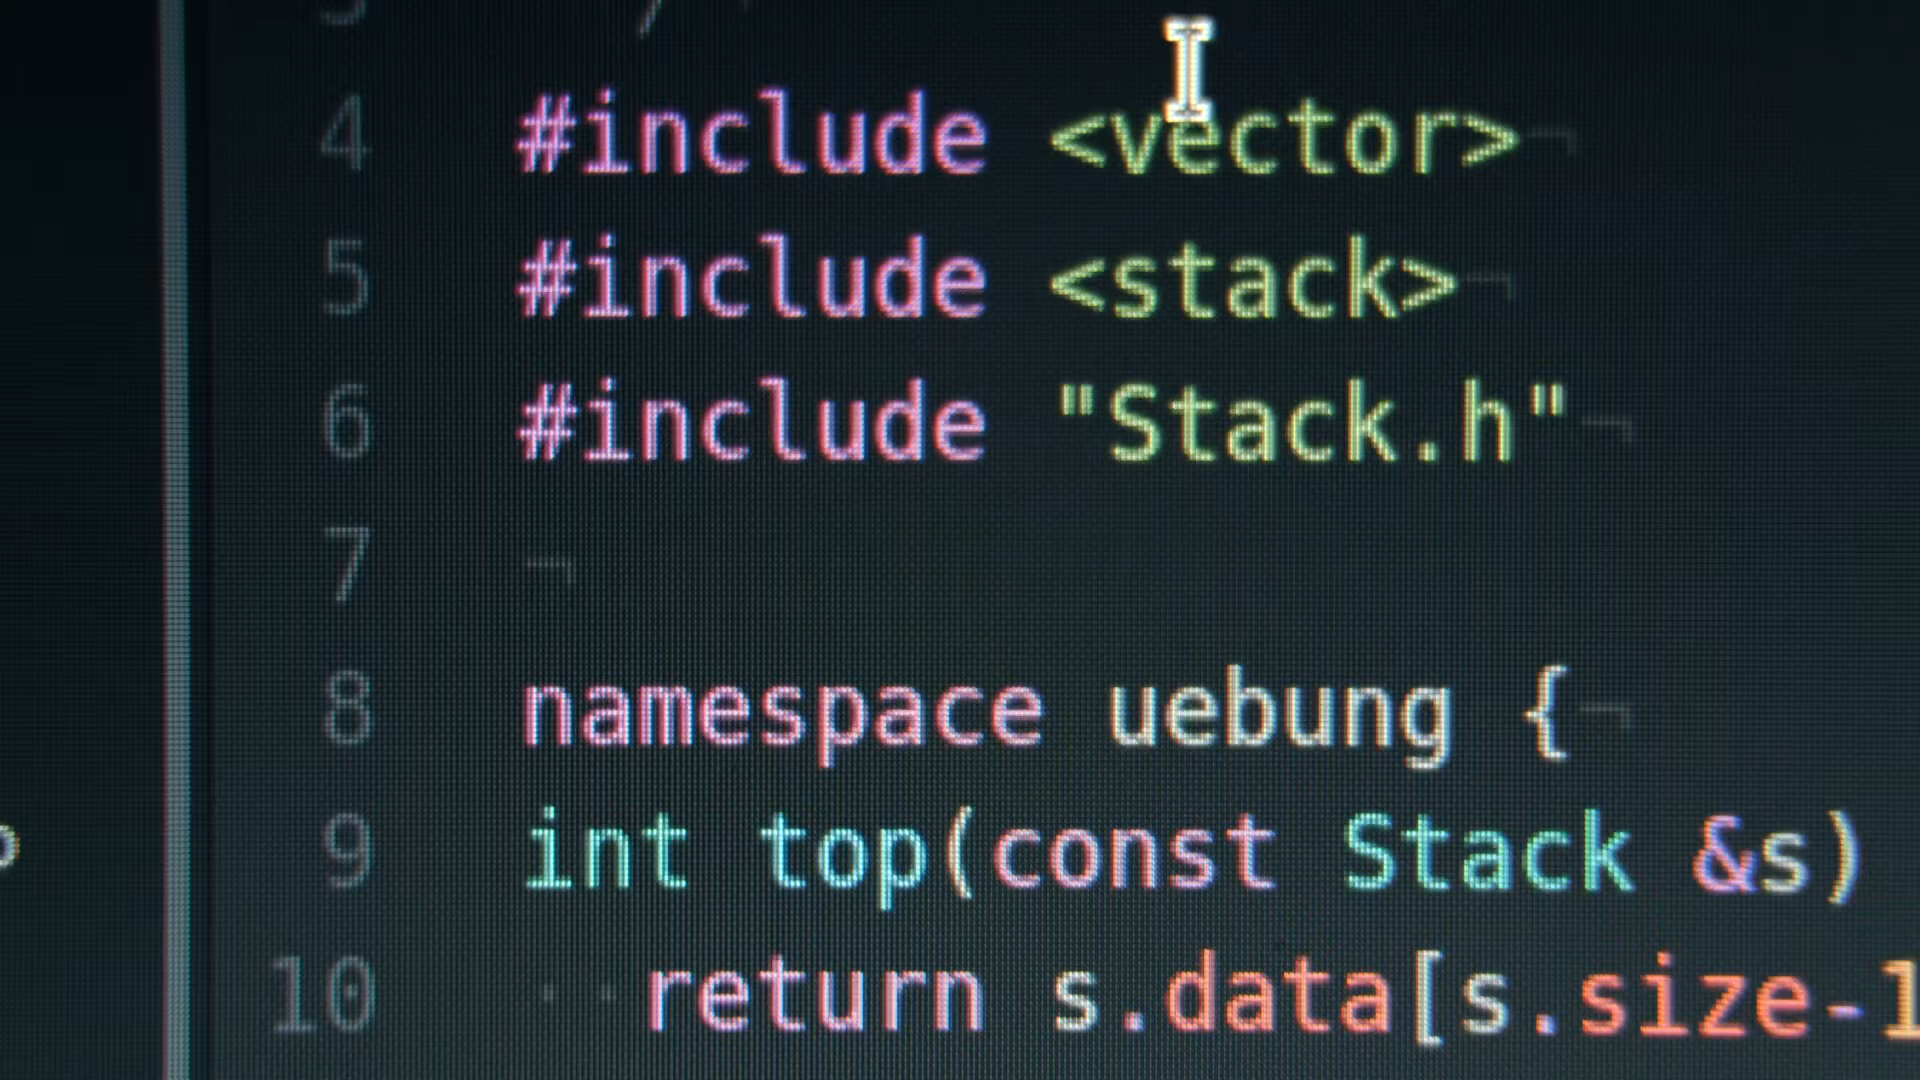 4 #include <vector>¬
5 #include <stack>¬
6 #include "Stack.h"¬
7 ¬
8 namespace uebung {¬
9 int top(const Stack &s)
10 ··return s.data[s.size-1